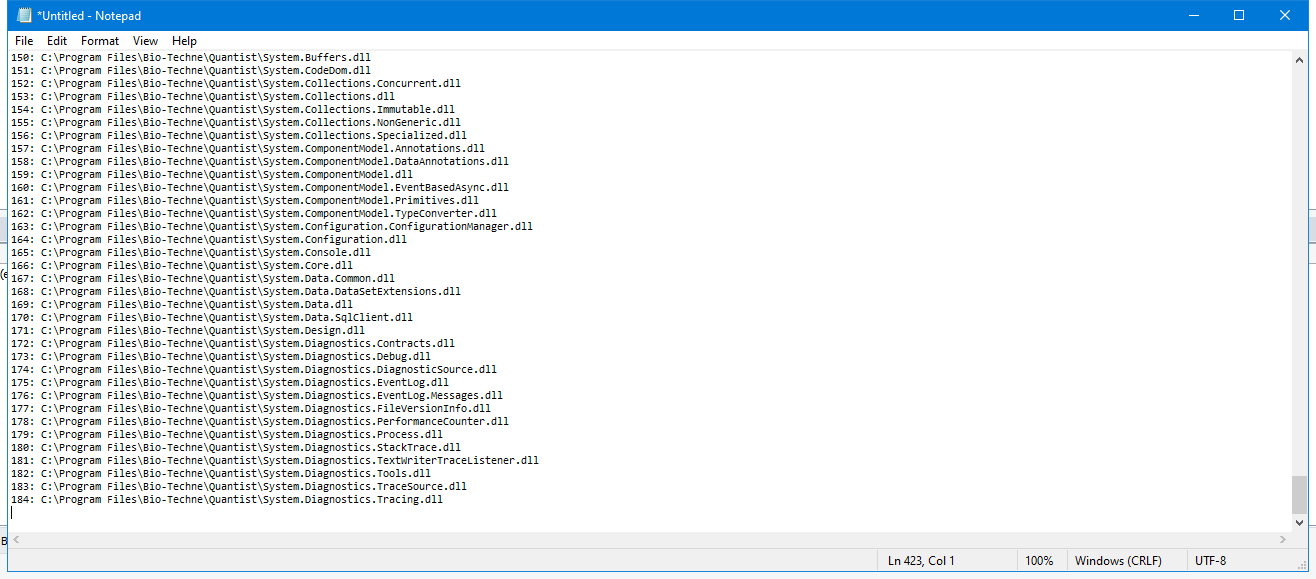 *Untitled - Notepad
File Edit Format View Help
150: C:\Program Files\Bio-Techne\Quantist\System.Buffers.dll
151: C:\Program Files\Bio-Techne\Quantist\System.CodeDom.dll
152: C:\Program Files\Bio-Techne\Quantist\System.Collections.Concurrent.dll
153: C:\Program Files\Bio-Techne\Quantist\System.Collections.dll
154: C:\Program Files\Bio-Techne\Quantist\System.Collections.Immutable.dll
155: C:\Program Files\Bio-Techne\Quantist\System.Collections.NonGeneric.dll
156: C:\Program Files\Bio-Techne\Quantist\System.Collections.Specialized.dll
157: C:\Program Files\Bio-Techne\Quantist\System.ComponentModel.Annotations.dll
158: C:\Program Files\Bio-Techne\Quantist\System.ComponentModel.DataAnnotations.dll
159: C:\Program Files\Bio-Techne\Quantist\System.ComponentModel.dll
160: C:\Program Files\Bio-Techne\Quantist\System.ComponentModel.EventBasedAsync.dll
161: C:\Program Files\Bio-Techne\Quantist\System.ComponentModel.Primitives.dll
162: C:\Program Files\Bio-Techne\Quantist\System.ComponentModel.TypeConverter.dll
163: C:\Program Files\Bio-Techne\Quantist\System.Configuration.ConfigurationManager.dll
164: C:\Program Files\Bio-Techne\Quantist\System.Configuration.dll
165: C:\Program Files\Bio-Techne\Quantist\System.Console.dll
166: C:\Program Files\Bio-Techne\Quantist\System.Core.dll
167: C:\Program Files\Bio-Techne\Quantist\System.Data.Common.dll
168: C:\Program Files\Bio-Techne\Quantist\System.Data.DataSetExtensions.dll
169: C:\Program Files\Bio-Techne\Quantist\System.Data.dll
170: C:\Program Files\Bio-Techne\Quantist\System.Data.SqlClient.dll
171: C:\Program Files\Bio-Techne\Quantist\System.Design.dll
172: C:\Program Files\Bio-Techne\Quantist\System.Diagnostics.Contracts.dll
173: C:\Program Files\Bio-Techne\Quantist\System.Diagnostics.Debug.dll
174: C:\Program Files\Bio-Techne\Quantist\System.Diagnostics.DiagnosticSource.dll
175: C:\Program Files\Bio-Techne\Quantist\System.Diagnostics.EventLog.dll
176: C:\Program Files\Bio-Techne\Quantist\System.Diagnostics.EventLog.Messages.dll
177: C:\Program Files\Bio-Techne\Quantist\System.Diagnostics.FileVersionInfo.dll
178: C:\Program Files\Bio-Techne\Quantist\System.Diagnostics.PerformanceCounter.dll
179: C:\Program Files\Bio-Techne\Quantist\System.Diagnostics.Process.dll
180: C:\Program Files\Bio-Techne\Quantist\System.Diagnostics.StackTrace.dll
181: C:\Program Files\Bio-Techne\Quantist\System.Diagnostics.TextWriterTraceListener.dll
182: C:\Program Files\Bio-Techne\Quantist\System.Diagnostics.Tools.dll
183: C:\Program Files\Bio-Techne\Quantist\System.Diagnostics.TraceSource.dll
184: C:\Program Files\Bio-Techne\Quantist\System.Diagnostics.Tracing.dll
Ln 423, Col 1 100% Windows (CRLF) UTF-8